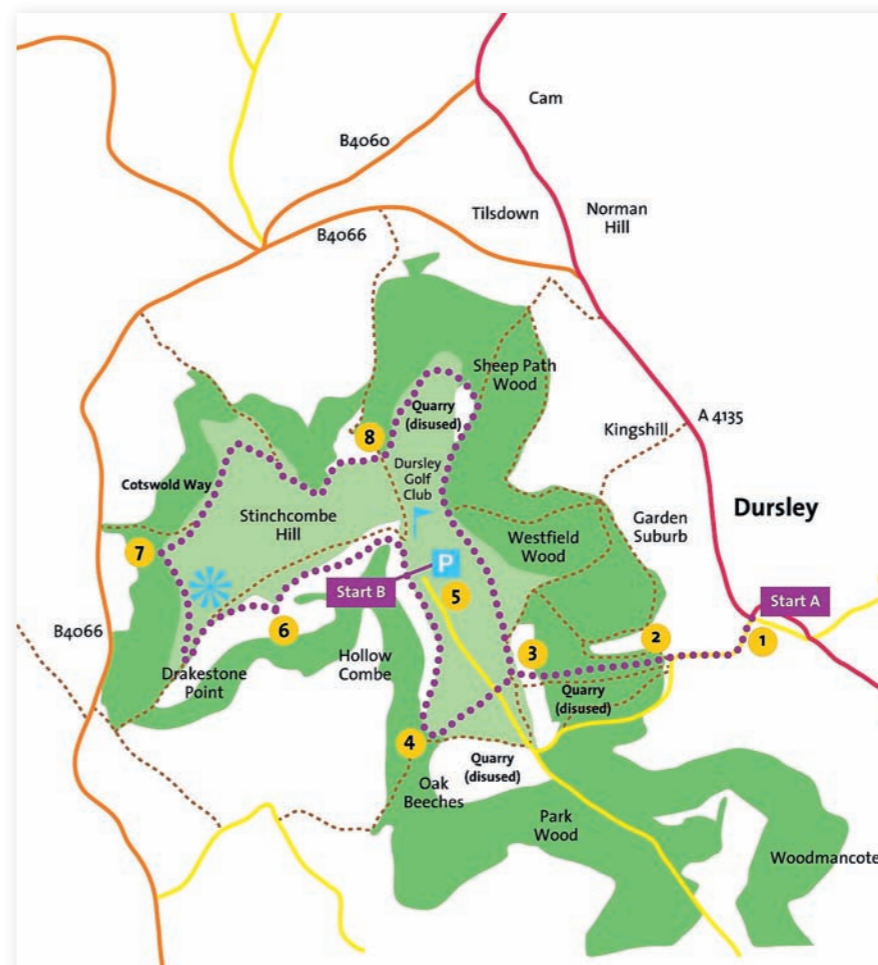 Cam
B4060
Tilsdown
Norman
Hill
B4066
Sheep Path
Wood
Quarry
(disused)
A 4135
Kingshill
8
Dursley
Golf
Club
Cotswold Way
Dursley
Stinchcombe
Hill
Garden
Suburb
Westfield
Wood
7
P
Start B
5
Start A
6
3
2
1
B4066
Drakestone
Point
Hollow
Combe
Quarry
(disused)
4
Quarry
(disused)
Oak
Beeches
Park
Wood
Woodmancote